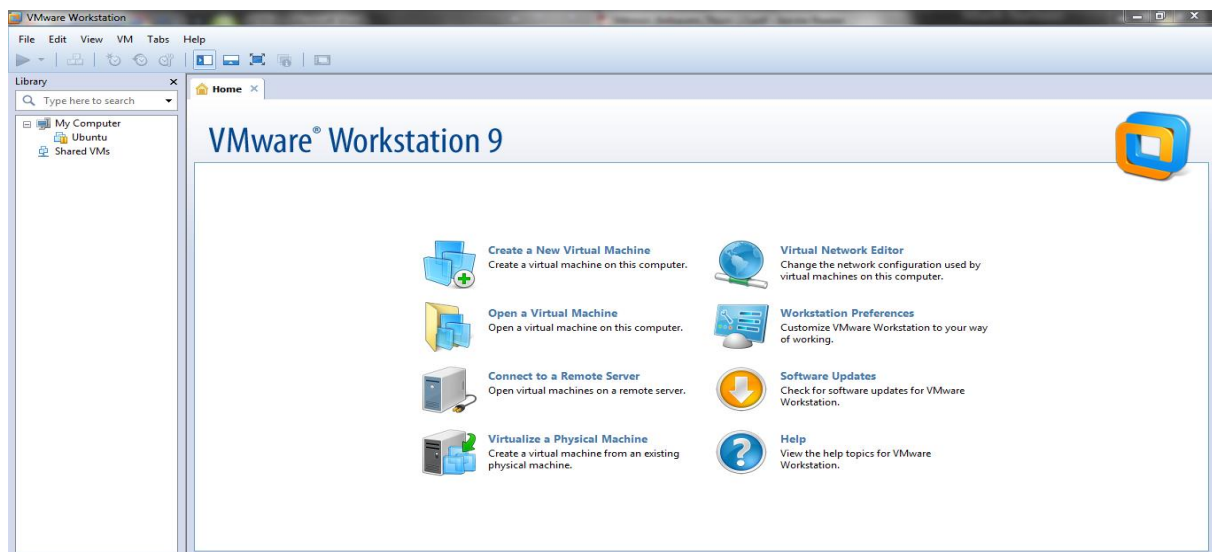 VMware Workstation
File Edit View VM Tabs Help
Library
Type here to search
My Computer
Ubuntu
Shared VMs
Home
VMware® Workstation 9
Create a New Virtual Machine
Create a virtual machine on this computer.
Open a Virtual Machine
Open a virtual machine on this computer.
Connect to a Remote Server
Open virtual machines on a remote server.
Virtualize a Physical Machine
Create a virtual machine from an existing
physical machine.
Virtual Network Editor
Change the network configuration used by
virtual machines on this computer.
Workstation Preferences
Customize VMware Workstation to your way
of working.
Software Updates
Check for software updates for VMware
Workstation.
Help
View the help topics for VMware
Workstation.